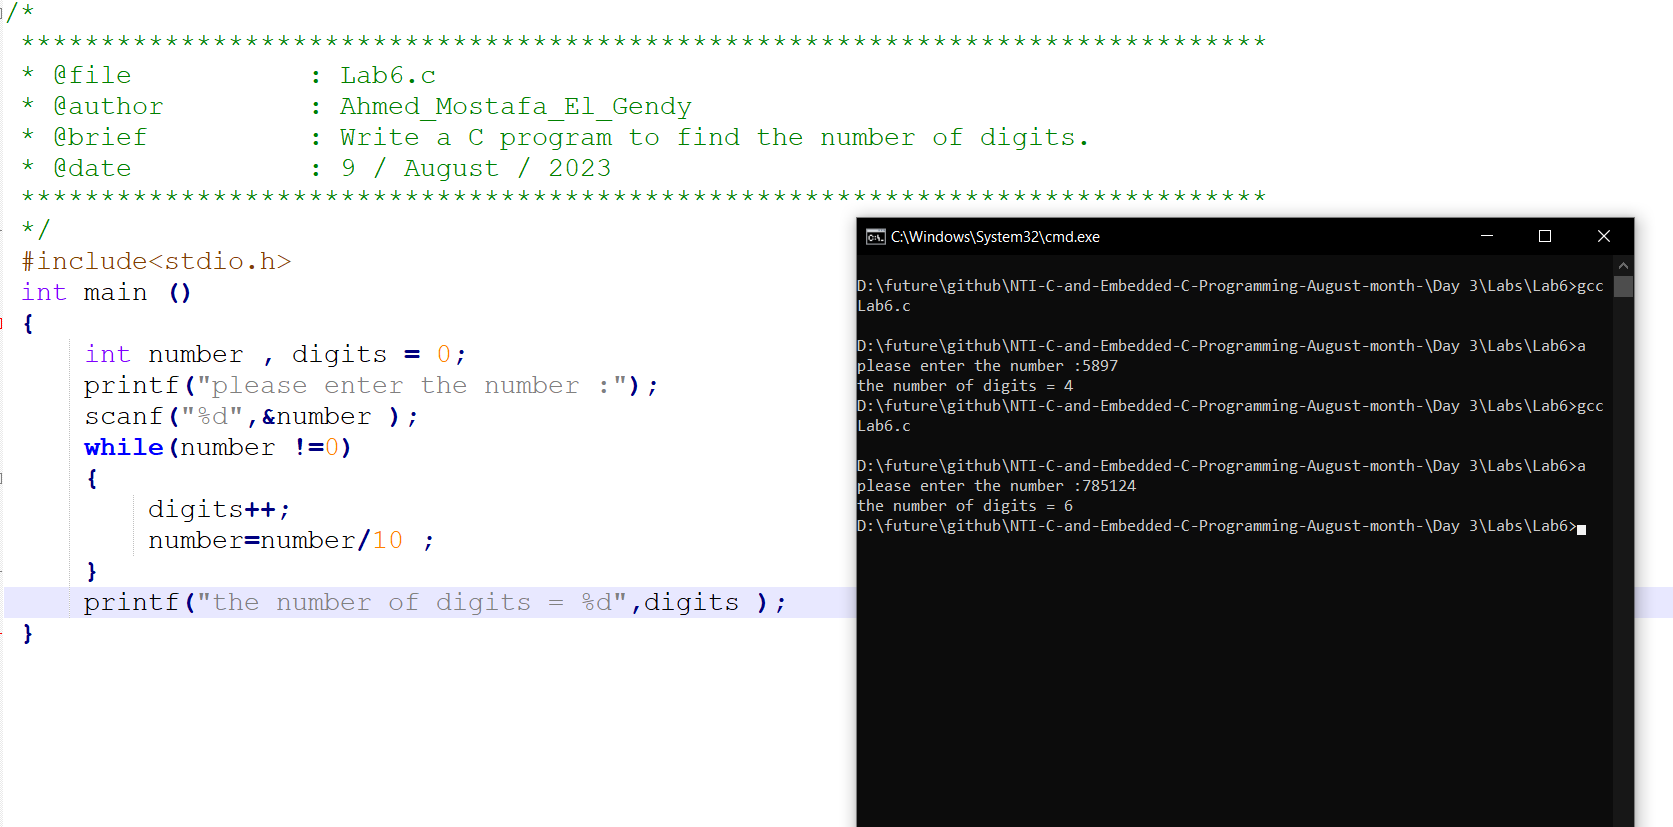 /*
******************************************************************************
* @file : Lab6.c
* @author : Ahmed_Mostafa_El_Gendy
* @brief : Write a C program to find the number of digits.
* @date : 9 / August / 2023
******************************************************************************
*/
#include<stdio.h>
int main ()
{
int number , digits = 0;
printf("please enter the number :");
scanf("%d",&number );
while(number !=0)
{
digits++;
number=number/10 ;
}
printf("the number of digits = %d",digits );
}
C:\Windows\System32\cmd.exe
D:\future\github\NTI-C-and-Embedded-C-Programming-August-month-\Day 3\Labs\Lab6>gcc
Lab6.c
D:\future\github\NTI-C-and-Embedded-C-Programming-August-month-\Day 3\Labs\Lab6>a
please enter the number :5897
the number of digits = 4
D:\future\github\NTI-C-and-Embedded-C-Programming-August-month-\Day 3\Labs\Lab6>gcc
Lab6.c
D:\future\github\NTI-C-and-Embedded-C-Programming-August-month-\Day 3\Labs\Lab6>a
please enter the number :785124
the number of digits = 6
D:\future\github\NTI-C-and-Embedded-C-Programming-August-month-\Day 3\Labs\Lab6>